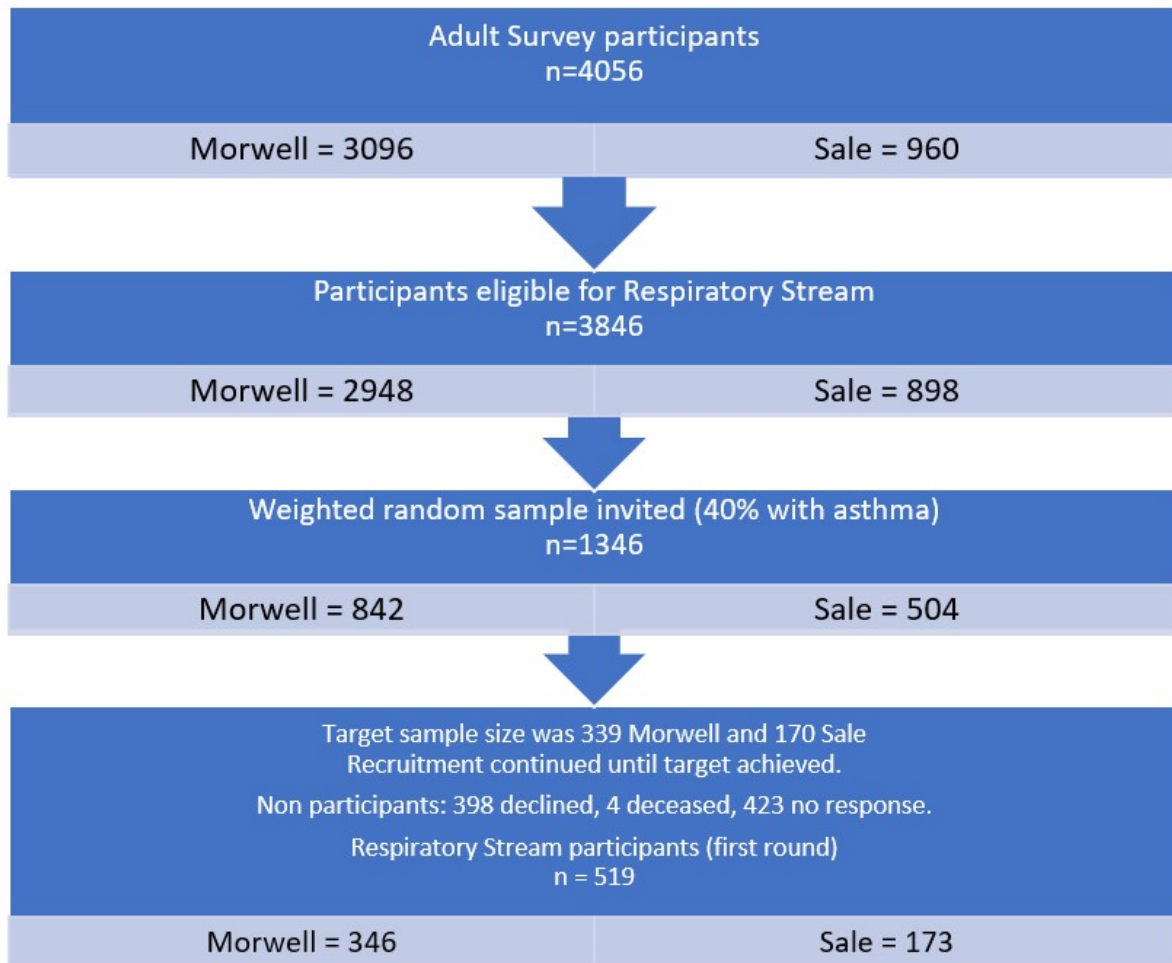 Adult Survey participants
n=4056
Morwell = 3096
Sale = 960
Participants eligible for Respiratory Stream
n=3846
Morwell = 2948
Sale = 898
Weighted random sample invited (40% with asthma)
n=1346
Morwell = 842
Sale = 504
Target sample size was 339 Morwell and 170 Sale
Recruitment continued until target achieved.
Non participants: 398 declined, 4 deceased, 423 no response.
Respiratory Stream participants (first round)
n = 519
Morwell = 346
Sale = 173